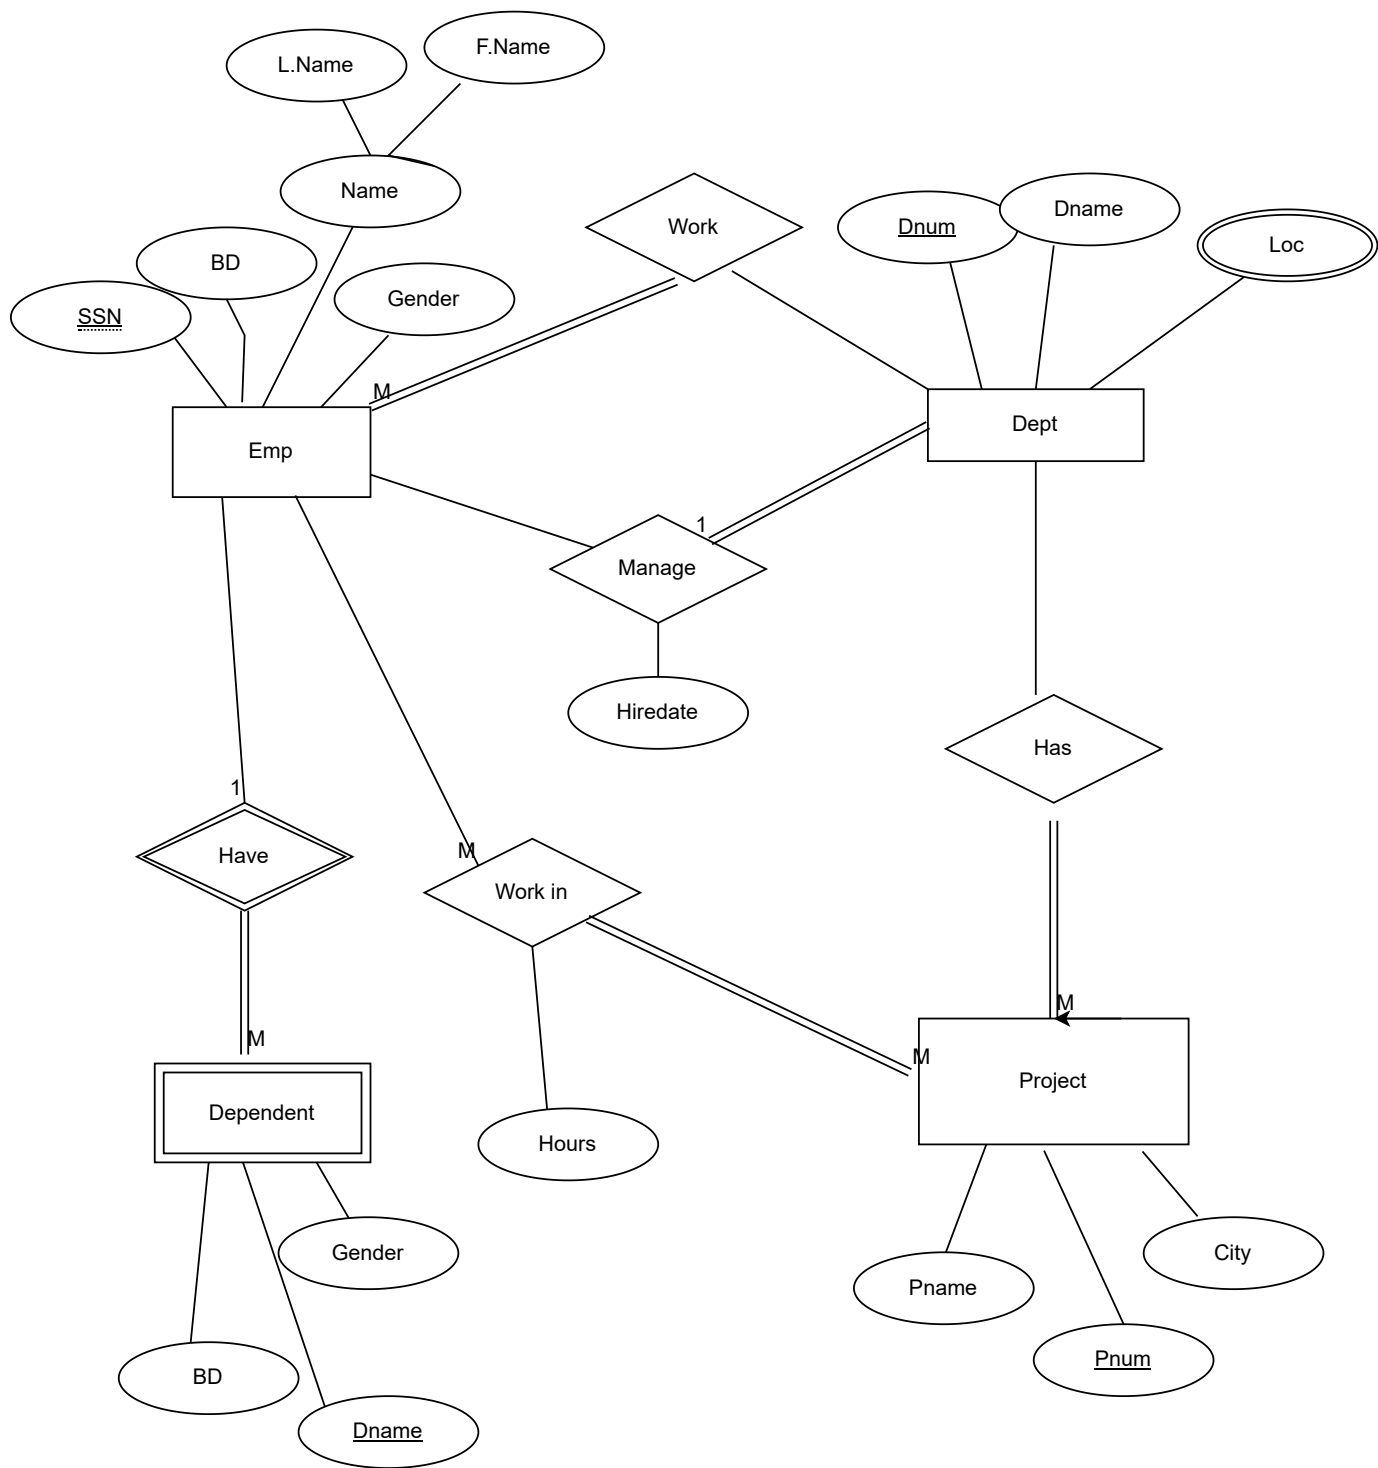 F.Name
L.Name
Name
Work
Dnum
Dname
Loc
BD
Gender
SSN
M
Emp
Dept
1
Manage
Hiredate
Has
1
Have
M
Work in
M
M
M
Project
Dependent
Hours
Gender
City
Pname
Pnum
BD
Dname